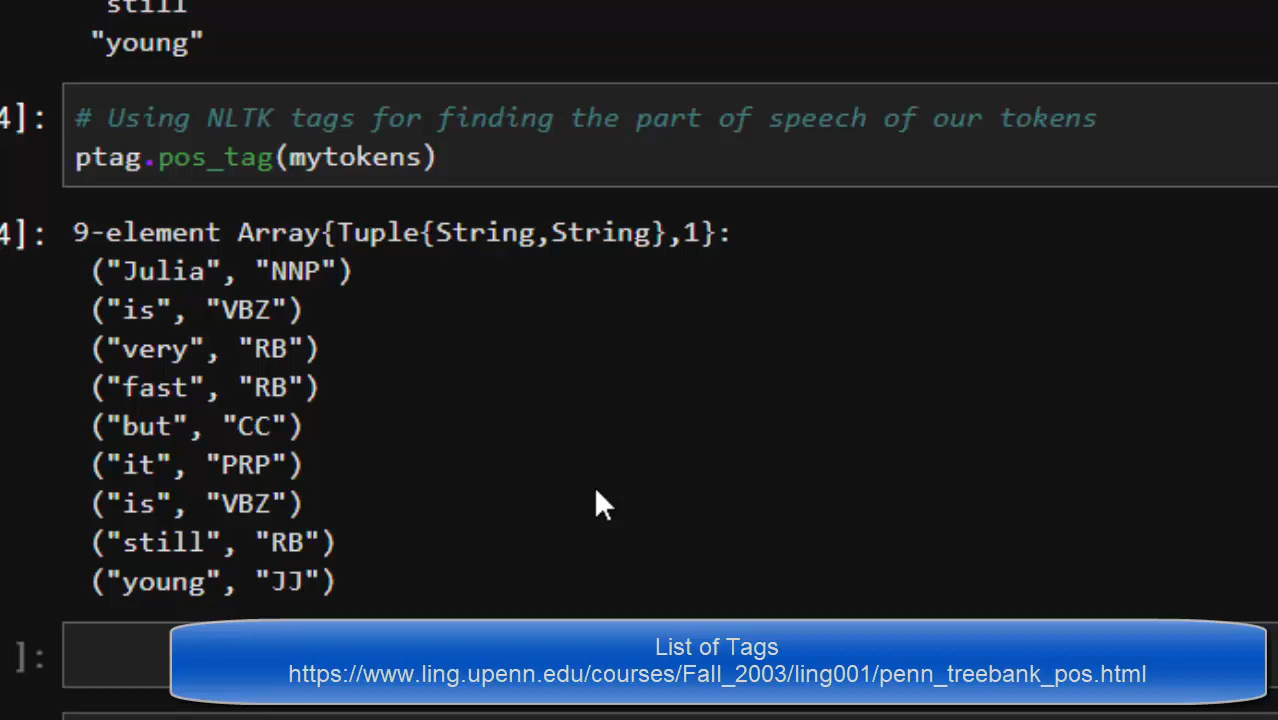 "still
"young"
4]:
# Using NLTK tags for finding the part of speech of our tokens
ptag.pos_tag(mytokens)
4]:
9-element Array{Tuple{String,String},1}:
("Julia", "NNP")
("is", "VBZ")
("very", "RB")
("fast", "RB")
("but", "CC")
("it", "PRP")
("is", "VBZ")
("still", "RB")
("young", "JJ")
]:
List of Tags
https://www.ling.upenn.edu/courses/Fall_2003/ling001/penn_treebank_pos.html